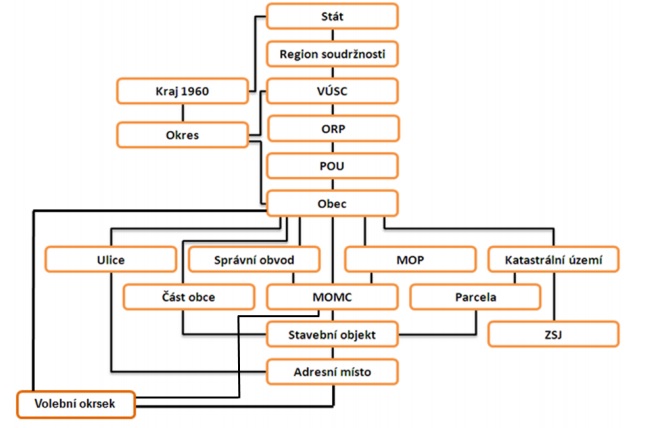 Stát
Region soudržnosti
Kraj 1960
VÚSC
Okres
ORP
POU
Obec
Ulice
Správní obvod
MOP
Katastrální území
Část obce
MOMC
Parcela
Stavební objekt
ZSJ
Adresní místo
Volební okrsek